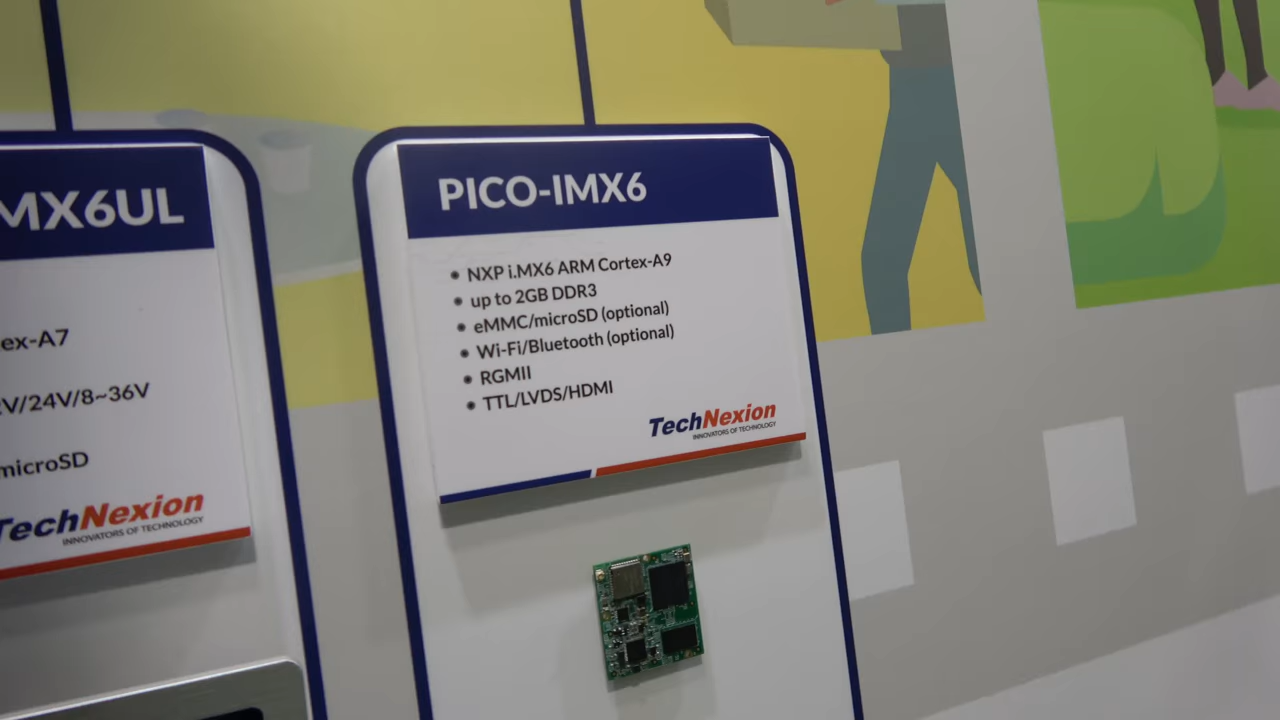 MX6UL
ex-A7
V/24V/8~36V
microSD
TechNexion
INNOVATORS OF TECHNOLOGY
PICO-IMX6
• NXP i.MX6 ARM Cortex-A9
• up to 2GB DDR3
• eMMC/microSD (optional)
• Wi-Fi/Bluetooth (optional)
• RGMII
• TTL/LVDS/HDMI
TechNexion
INNOVATORS OF TECHNOLOGY